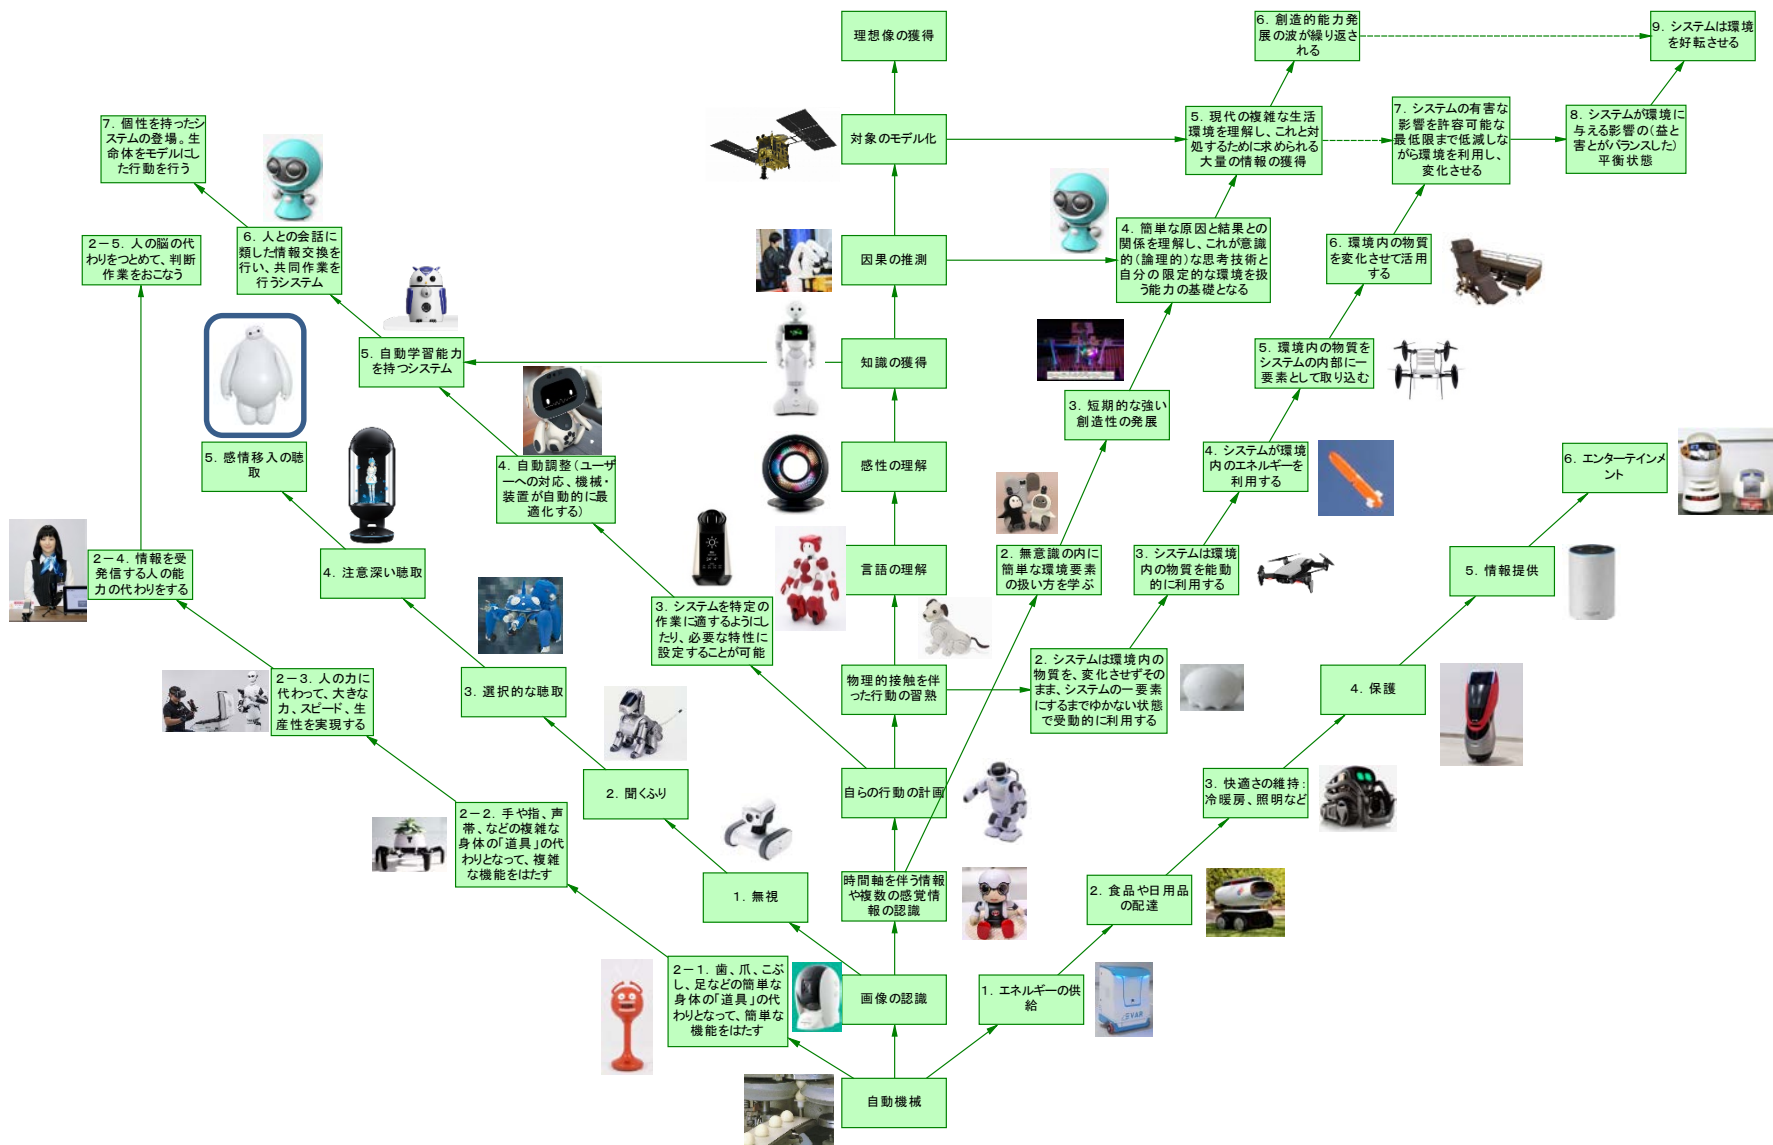 理想像の獲得
6. 創造的能力発
展の波が繰り返さ
れる
9. システムは環境
を好転させる
7. 個性を持ったシ
ステムの登場。生
命体をモデルにし
た行動を行う
対象のモデル化
5. 現代の複雑な生活
環境を理解し、これと対
処するために求められる
大量の情報の獲得
7. システムの有害な
影響を許容可能な
最低限まで低減しな
がら環境を利用し、
変化させる
8. システムが環境に
与える影響の(益と
害とがバランスした)
平衡状態
2-5. 人の脳の代
わりをつとめて、判断
作業をおこなう
6. 人との会話に
類した情報交換を
行い、共同作業を
行うシステム
因果の推測
4. 簡単な原因と結果との
関係を理解し、これが意識
的(論理的)な思考技術と
自分の限定的な環境を扱
う能力の基礎となる
6. 環境内の物質
を変化させて活用
する
5. 自動学習能力
を持つシステム
知識の獲得
5. 環境内の物質を
システムの内部に一
要素として取り込む
3. 短期的な強い
創造性の発展
5. 感情移入の聴
取
4. 自動調整(ユーザ
ーへの対応、機械・
装置が自動的に最
適化する)
感性の理解
4. システムが環境
内のエネルギーを
利用する
6. エンターテインメ
ント
2-4. 情報を受
発信する人の能
力の代わりをする
4. 注意深い聴取
言語の理解
2. 無意識の内に
簡単な環境要素
の扱い方を学ぶ
3. システムは環境
内の物質を能動
的に利用する
5. 情報提供
3. システムを特定の
作業に適するようにし
たり、必要な特性に
設定することが可能
2-3. 人の力に
代わって、大きな
力、スピード、生
産性を実現する
3. 選択的な聴取
物理的接触を伴
った行動の習熟
2. システムは環境内の
物質を、変化させずその
まま、システムの一要素
にするまでゆかない状態
で受動的に利用する
4. 保護
2. 聞くふり
自らの行動の計画
3. 快適さの維持:
冷暖房、照明など
2-2. 手や指、声
帯、などの複雑な
身体の「道具」の代
わりとなって、複雑
な機能をはたす
1. 無視
時間軸を伴う情報
や複数の感覚情
報の認識
2. 食品や日用品
の配達
2-1. 歯、爪、こぶ
し、足などの簡単な
身体の「道具」の代
わりとなって、簡単な
機能をはたす
画像の認識
1. エネルギーの供
給
自動機械